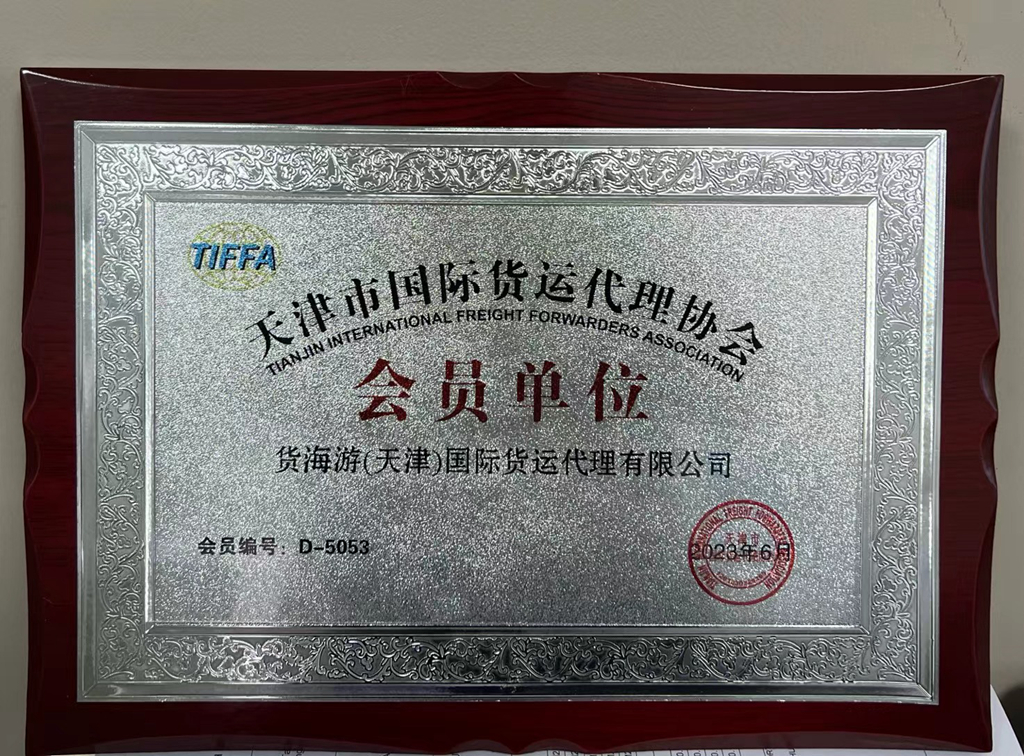 TIFFA
天津市国际货运代理协会
TIANJIN INTERNATIONAL FREIGHT FORWARDERS ASSOCIATION
会员单位
货海游(天津)国际货运代理有限公司
会员编号：D-5053
2023年6月